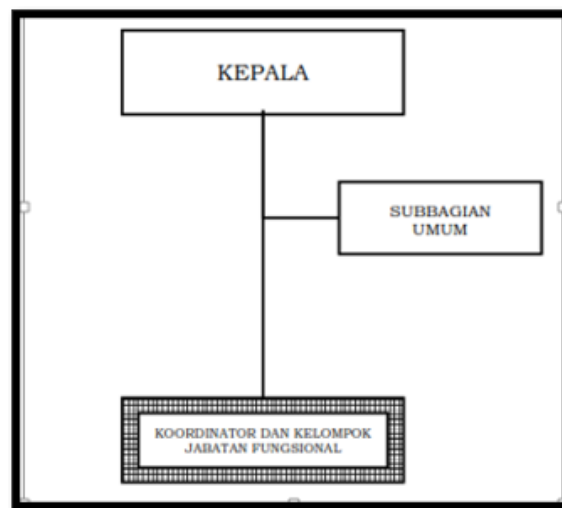 KEPALA
SUBBAGIAN
UMUM
KOORDINATOR DAN KELOMPOK
JABATAN FUNGSIONAL